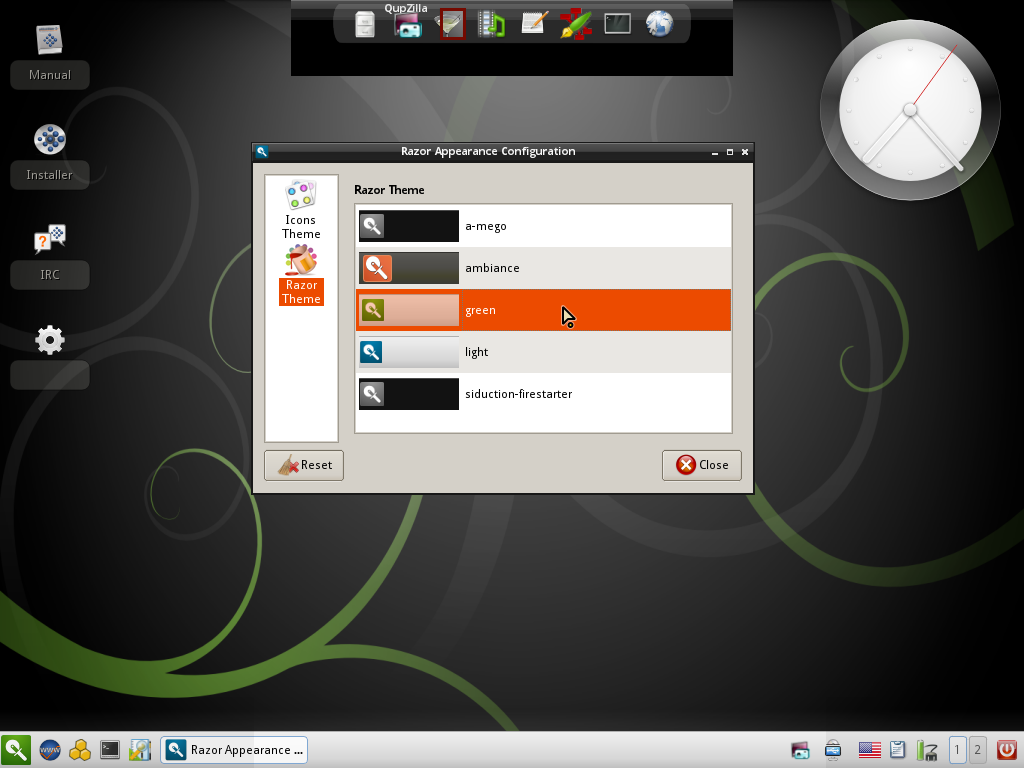 QupZilla
Manual
Installer
IRC
Razor Appearance Configuration
Icons
Theme
Razor
Theme
Razor Theme
a-mego
ambiance
green
light
siduction-firestarter
Reset
Close
www
Razor Appearance ...
1
2